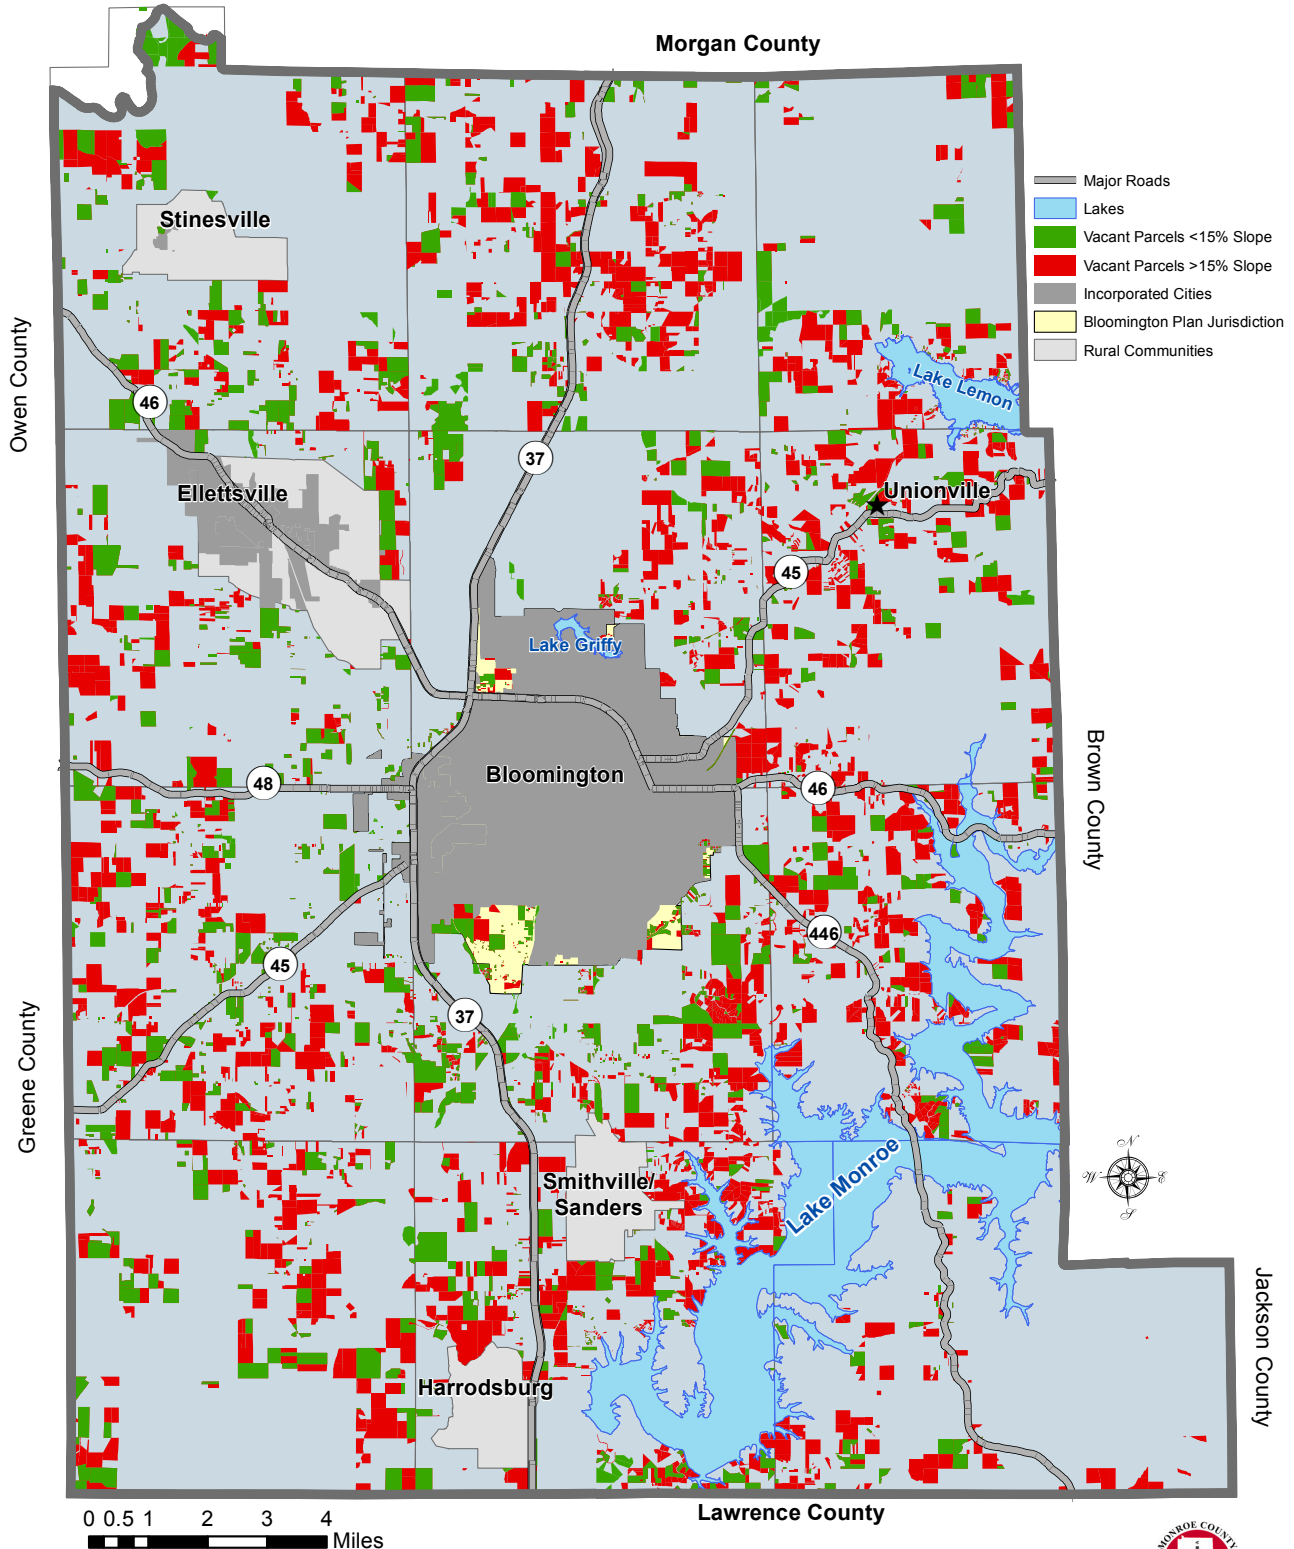 Morgan County
Major Roads
Lakes
Vacant Parcels <15% Slope
Vacant Parcels >15% Slope
Incorporated Cities
Bloomington Plan Jurisdiction
Rural Communities
Stinesville
Owen County
Lake Lemon
46
37
Ellettsville
Unionville
45
Lake Griffy
Brown County
48
Bloomington
46
446
45
37
Greene County
N
W
E
S
Smithville/
Sanders
Lake Monroe
Jackson County
Harrodsburg
Lawrence County
0 0.5 1 2 3 4
Miles
MONROE COUNTY